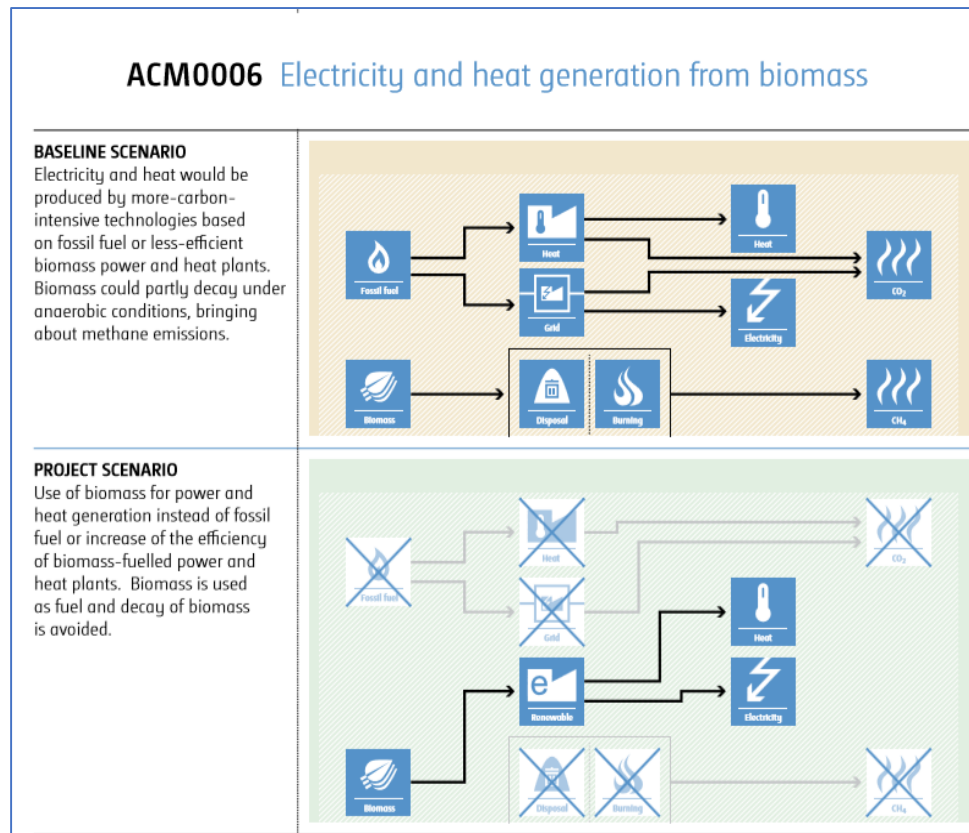 ACM0006 Electricity and heat generation from biomass
BASELINE SCENARIO
Electricity and heat would be
produced by more-carbon-
intensive technologies based
on fossil fuel or less-efficient
biomass power and heat plants.
Biomass could partly decay under
anaerobic conditions, bringing
about methane emissions.
Heat
Heat
Fossil fuel
CO₂
Grid
Electricity
Biomass
Disposal
Burning
CH₄
PROJECT SCENARIO
Use of biomass for power and
heat generation instead of fossil
fuel or increase of the efficiency
of biomass-fuelled power and
heat plants. Biomass is used
as fuel and decay of biomass
is avoided.
Heat
CO₂
Fossil fuel
Grid
Heat
e
Renewable
Electricity
Biomass
Disposal
Burning
CH₄